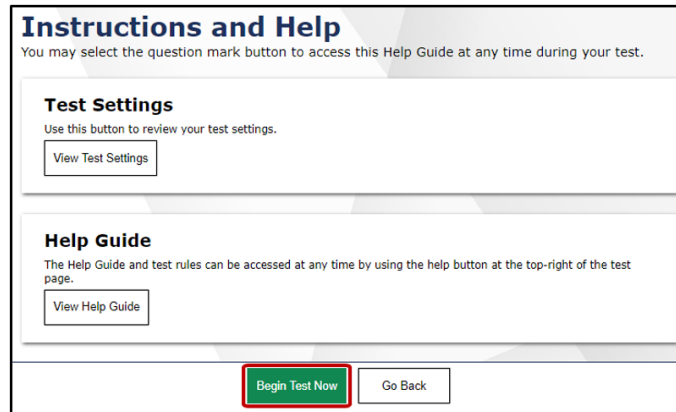 Instructions and Help
You may select the question mark button to access this Help Guide at any time during your test.
Test Settings
Use this button to review your test settings.
View Test Settings
Help Guide
The Help Guide and test rules can be accessed at any time by using the help button at the top-right of the test
page.
View Help Guide
Begin Test Now
Go Back